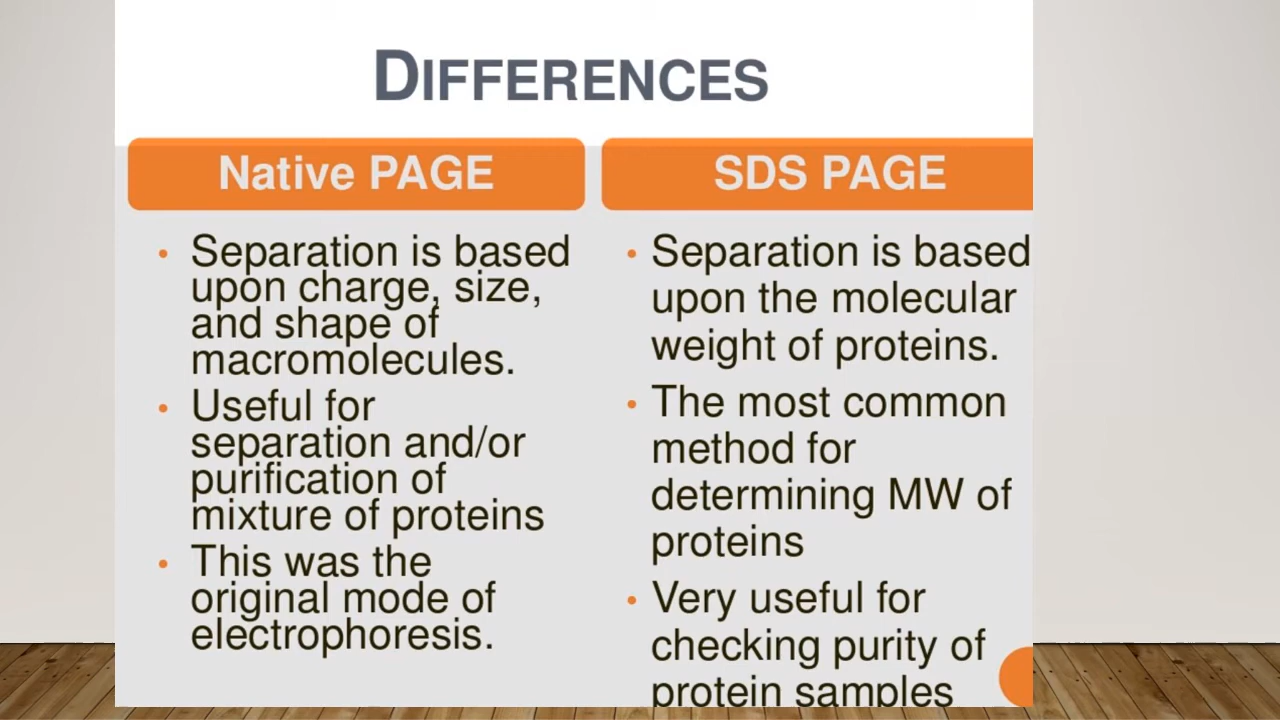 DIFFERENCES
Native PAGE
• Separation is based
upon charge, size,
and shape of
macromolecules.
• Useful for
separation and/or
purification of
mixture of proteins
• This was the
original mode of
electrophoresis.
SDS PAGE
• Separation is based
upon the molecular
weight of proteins.
• The most common
method for
determining MW of
proteins
• Very useful for
checking purity of
protein samples